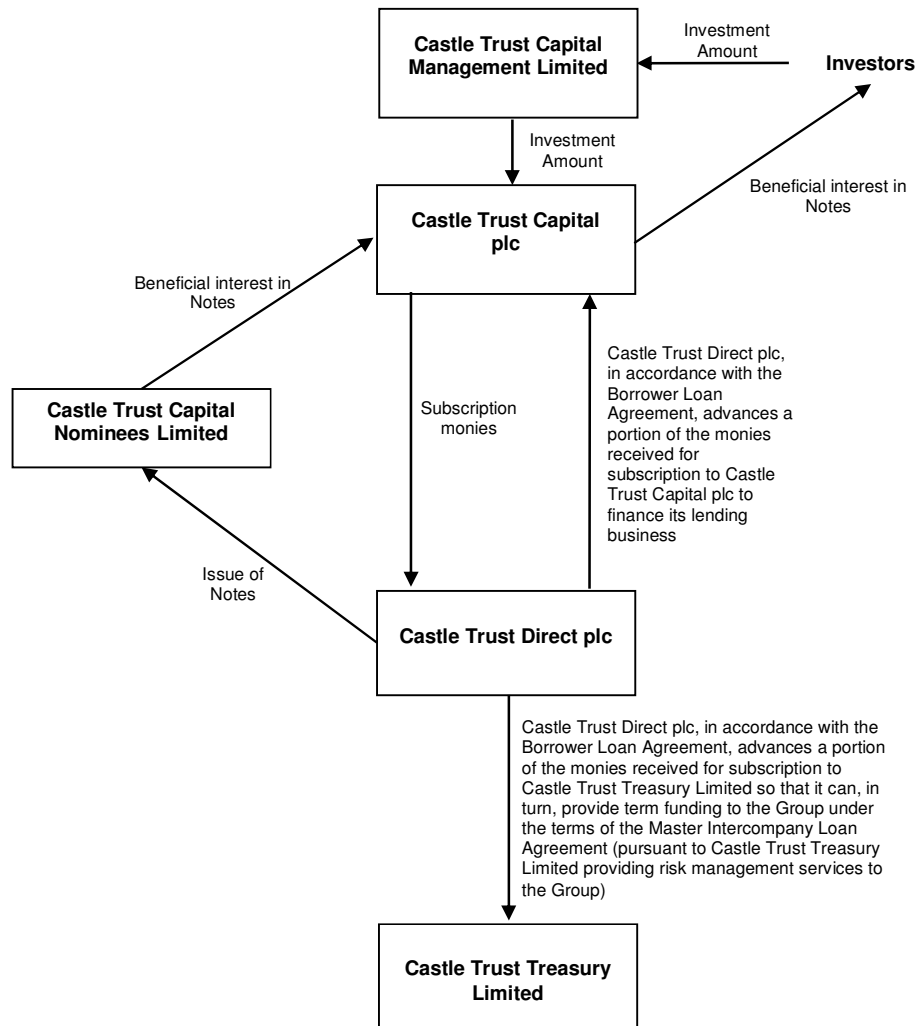 Castle Trust Capital
Management Limited
Investment
Amount
Investors
Investment
Amount
Castle Trust Capital
plc
Beneficial interest in
Notes
Beneficial interest in
Notes
Castle Trust Capital
Nominees Limited
Subscription
monies
Castle Trust Direct plc,
in accordance with the
Borrower Loan
Agreement, advances a
portion of the monies
received for
subscription to Castle
Trust Capital plc to
finance its lending
business
Issue of
Notes
Castle Trust Direct plc
Castle Trust Direct plc, in accordance with the
Borrower Loan Agreement, advances a portion
of the monies received for subscription to
Castle Trust Treasury Limited so that it can, in
turn, provide term funding to the Group under
the terms of the Master Intercompany Loan
Agreement (pursuant to Castle Trust Treasury
Limited providing risk management services to
the Group)
Castle Trust Treasury
Limited